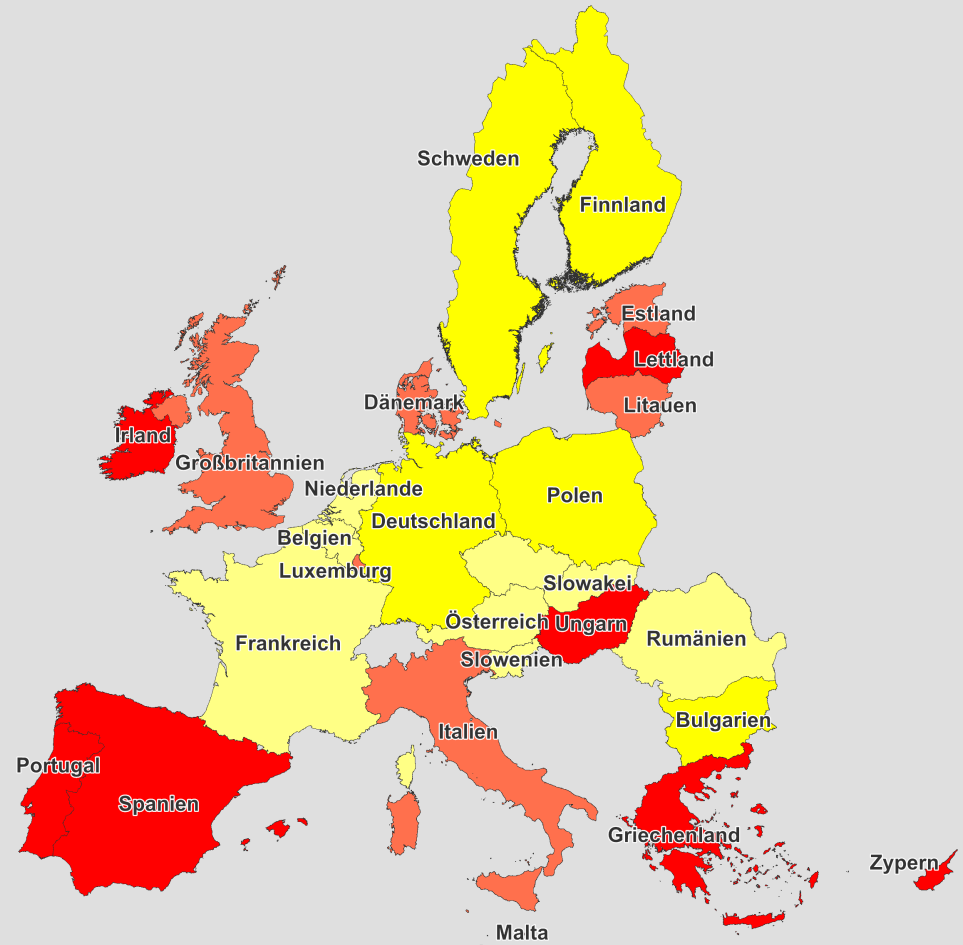 Schweden
Finnland
Estland
Lettland
Dänemark
Litauen
Irland
Großbritannien
Niederlande
Polen
Deutschland
Belgien
Luxemburg
Slowakei
Österreich
Ungarn
Frankreich
Rumänien
Slowenien
Bulgarien
Italien
Portugal
Spanien
Griechenland
Zypern
Malta